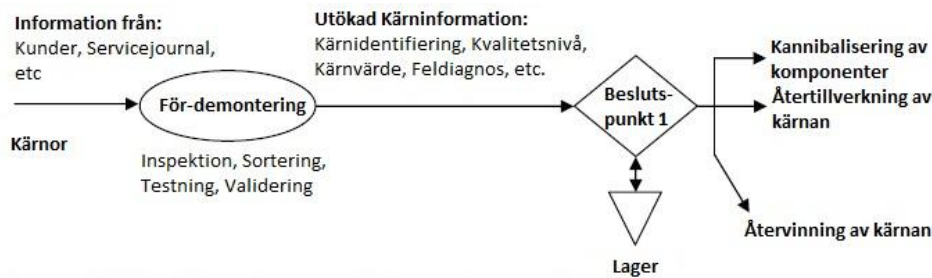 Information från:
Kunder, Servicejournal,
etc
Utökad Kärninformation:
Kärnidentifiering, Kvalitetsnivå,
Kärnvärde, Feldiagnos, etc.
För-demontering
Kärnor
Inspektion, Sortering,
Testning, Validering
Besluts-
punkt 1
Lager
Kannibalisering av
komponenter
Återtillverkning av
kärnan
Återvinning av kärnan